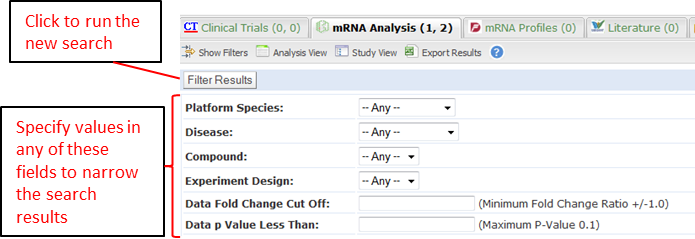 Click to run the
new search
CT Clinical Trials (0, 0) mRNA Analysis (1, 2) mRNA Profiles (0) Literature (0)
Show Filters Analysis View Study View Export Results ?
Filter Results
Specify values in
any of these
fields to narrow
the search
results
Platform Species: -- Any --
Disease: -- Any --
Compound: -- Any --
Experiment Design: -- Any --
Data Fold Change Cut Off: (Minimum Fold Change Ratio +/-1.0)
Data p Value Less Than: (Maximum P-Value 0.1)